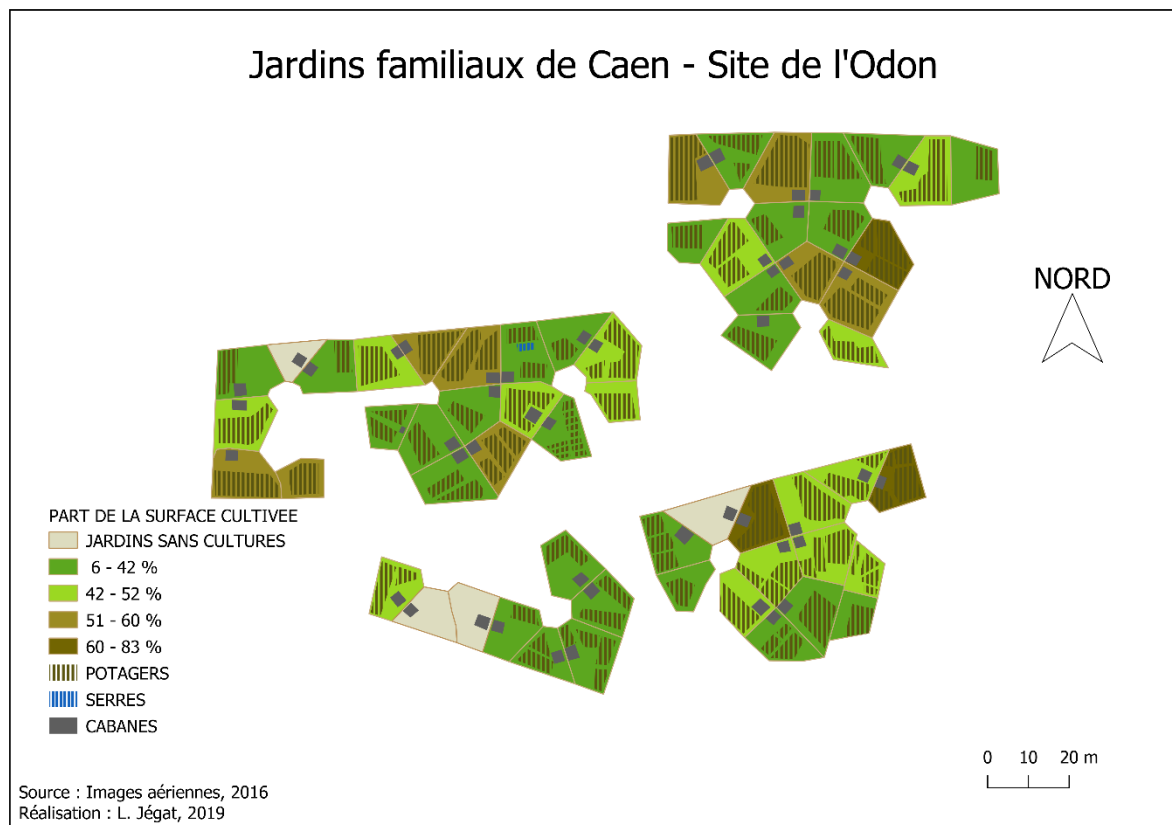 Jardins familiaux de Caen - Site de l'Odon
NORD
PART DE LA SURFACE CULTIVEE
JARDINS SANS CULTURES
6 - 42 %
42 - 52 %
51 - 60 %
60 - 83 %
POTAGERS
SERRES
CABANES
0 10 20 m
Source : Images aériennes, 2016
Réalisation : L. Jégat, 2019